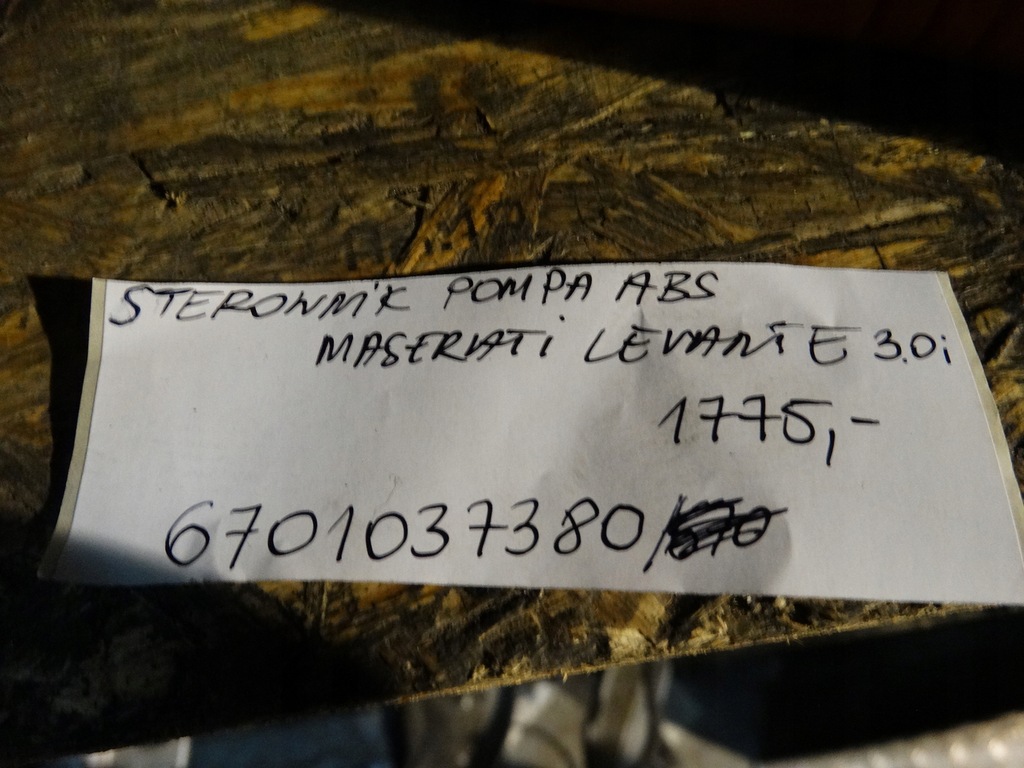 STEROWNIK POMPA ABS
MASERATI LEVANTE 3.0i
1775,-
6701037380